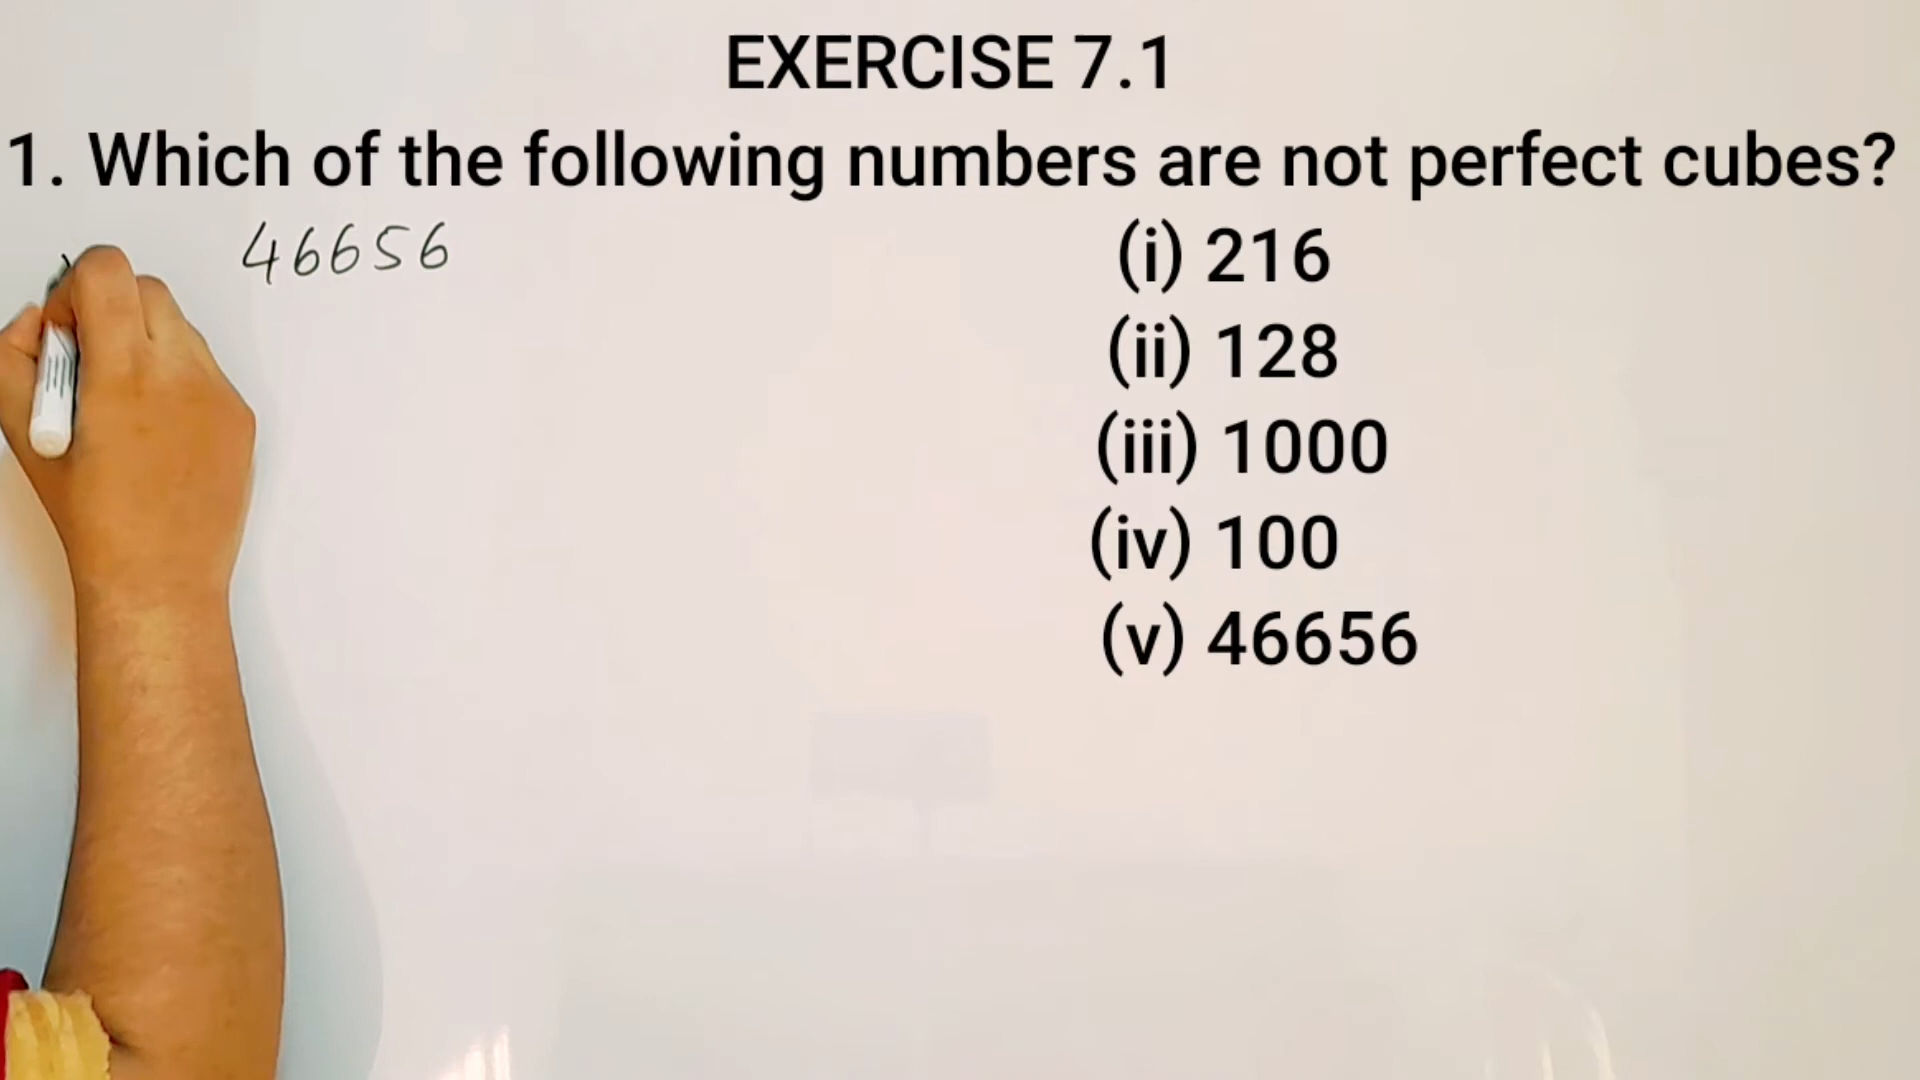 EXERCISE 7.1
1. Which of the following numbers are not perfect cubes?
46656
(i) 216
(ii) 128
(iii) 1000
(iv) 100
(v) 46656